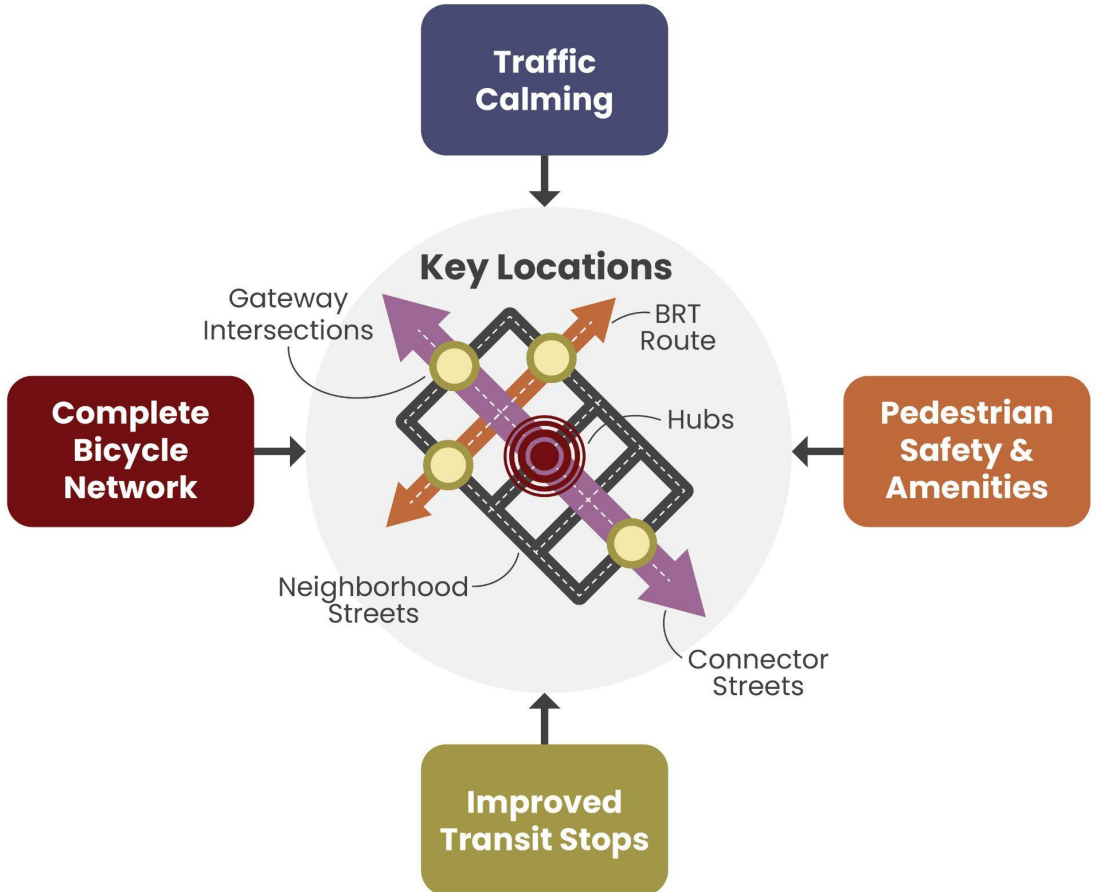 Traffic
Calming
Key Locations
Gateway
Intersections
BRT
Route
Hubs
Complete
Bicycle
Network
Pedestrian
Safety &
Amenities
Neighborhood
Streets
Connector
Streets
Improved
Transit Stops